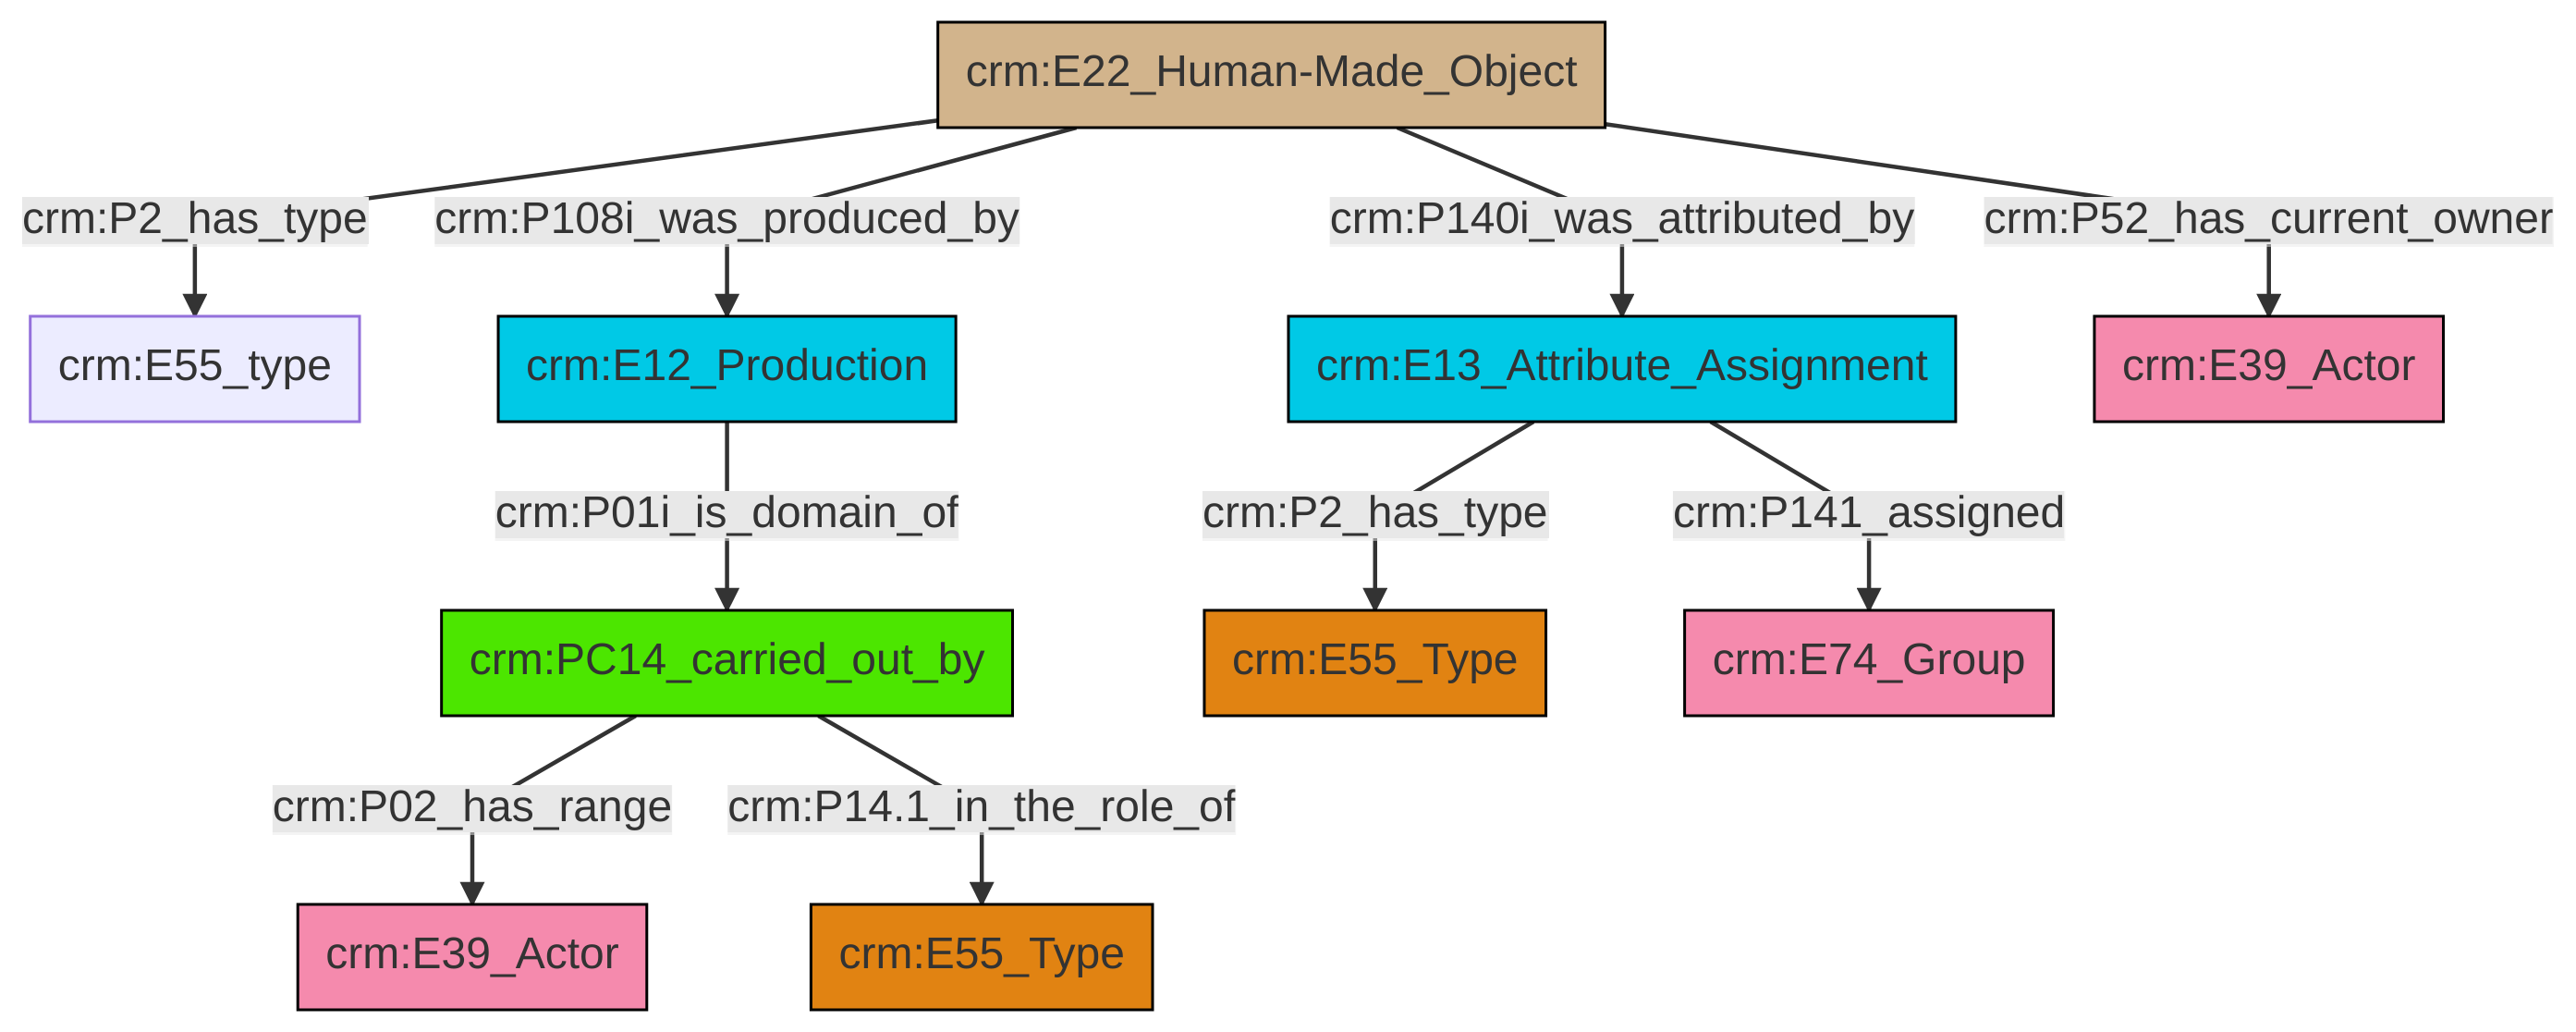 crm:E22_Human-Made_Object
crm:P2_has_type
crm:P108i_was_produced_by
crm:P140i_was_attributed_by
crm:P52_has_current_owner
crm:E55_type
crm:E12_Production
crm:E13_Attribute_Assignment
crm:E39_Actor
crm:P01i_is_domain_of
crm:P2_has_type
crm:P141_assigned
crm:PC14_carried_out_by
crm:E55_Type
crm:E74_Group
crm:P02_has_range
crm:P14.1_in_the_role_of
crm:E39_Actor
crm:E55_Type